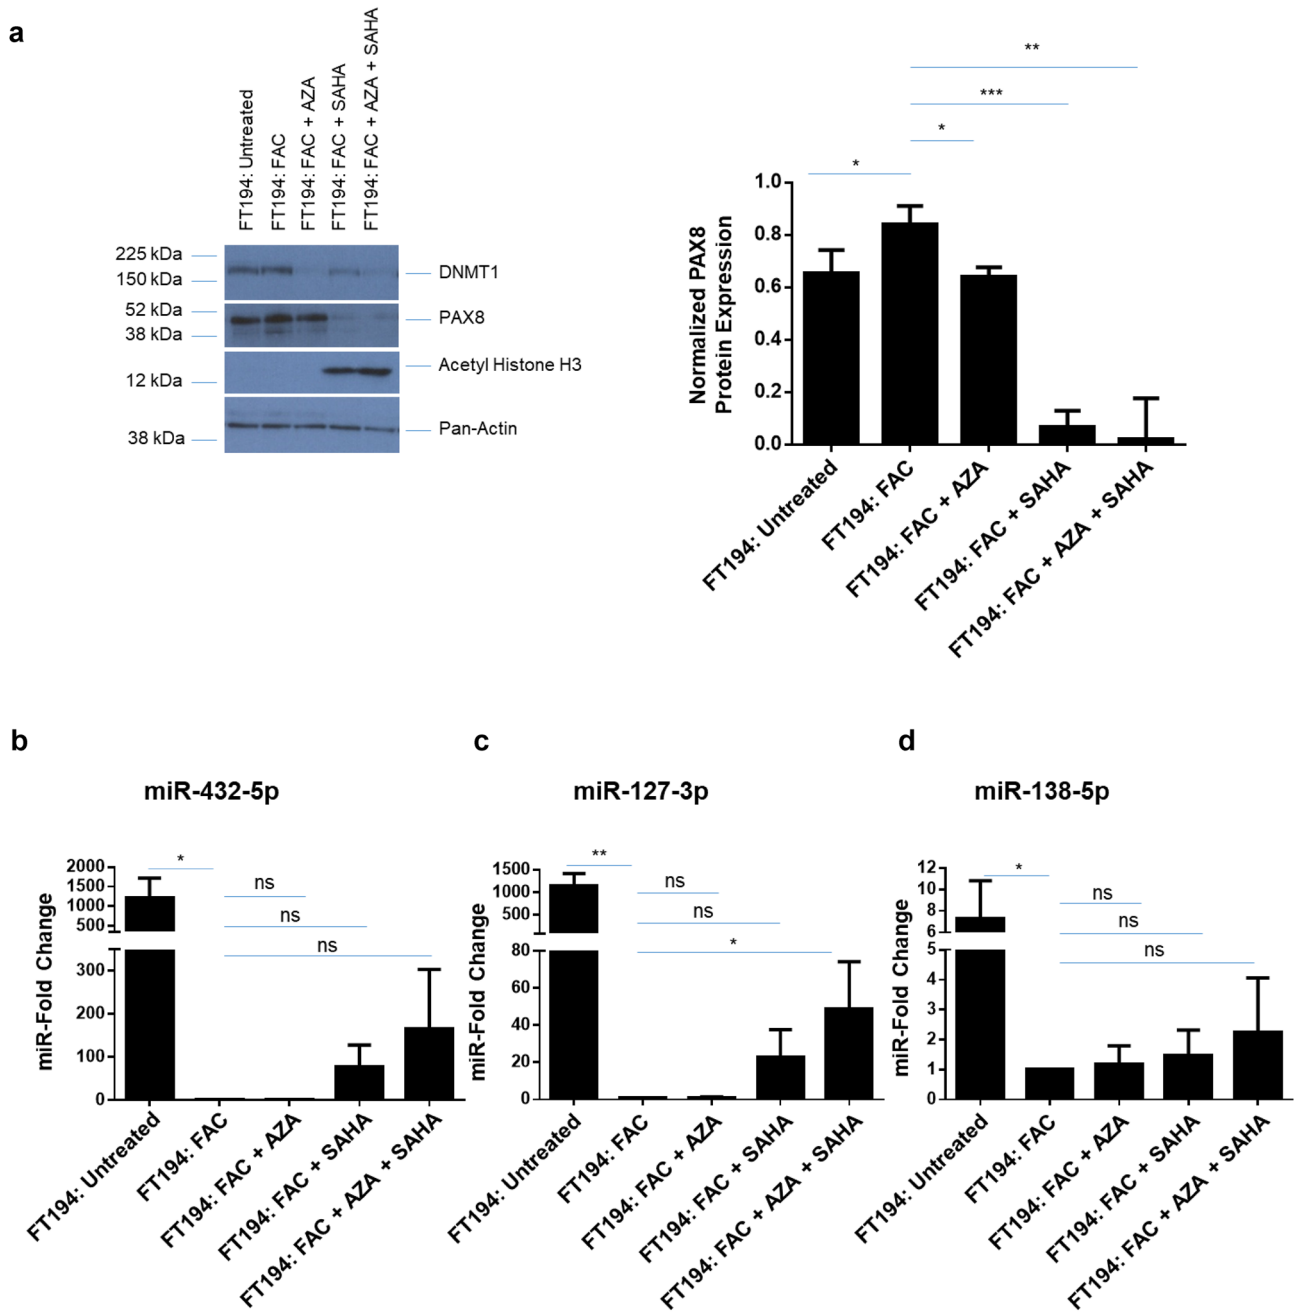 a
FT194: Untreated
FT194: FAC
FT194: FAC + AZA
FT194: FAC + SAHA
FT194: FAC + AZA + SAHA
225 kDa
150 kDa
DNMT1
52 kDa
38 kDa
PAX8
12 kDa
Acetyl Histone H3
38 kDa
Pan-Actin
**
***
*
*
Normalized PAX8
Protein Expression
1.0
0.8
0.6
0.4
0.2
0.0
FT194: Untreated
FT194: FAC
FT194: FAC + AZA
FT194: FAC + SAHA
FT194: FAC + AZA + SAHA
b
miR-432-5p
miR-Fold Change
2000
1500
1000
500
300
200
100
0
*
ns
ns
ns
FT194: Untreated
FT194: FAC
FT194: FAC + AZA
FT194: FAC + SAHA
FT194: FAC + AZA + SAHA
c
miR-127-3p
miR-Fold Change
1500
1000
500
80
60
40
20
0
**
ns
ns
*
FT194: Untreated
FT194: FAC
FT194: FAC + AZA
FT194: FAC + SAHA
FT194: FAC + AZA + SAHA
d
miR-138-5p
miR-Fold Change
12
10
8
6
5
4
3
2
1
0
*
ns
ns
ns
FT194: Untreated
FT194: FAC
FT194: FAC + AZA
FT194: FAC + SAHA
FT194: FAC + AZA + SAHA